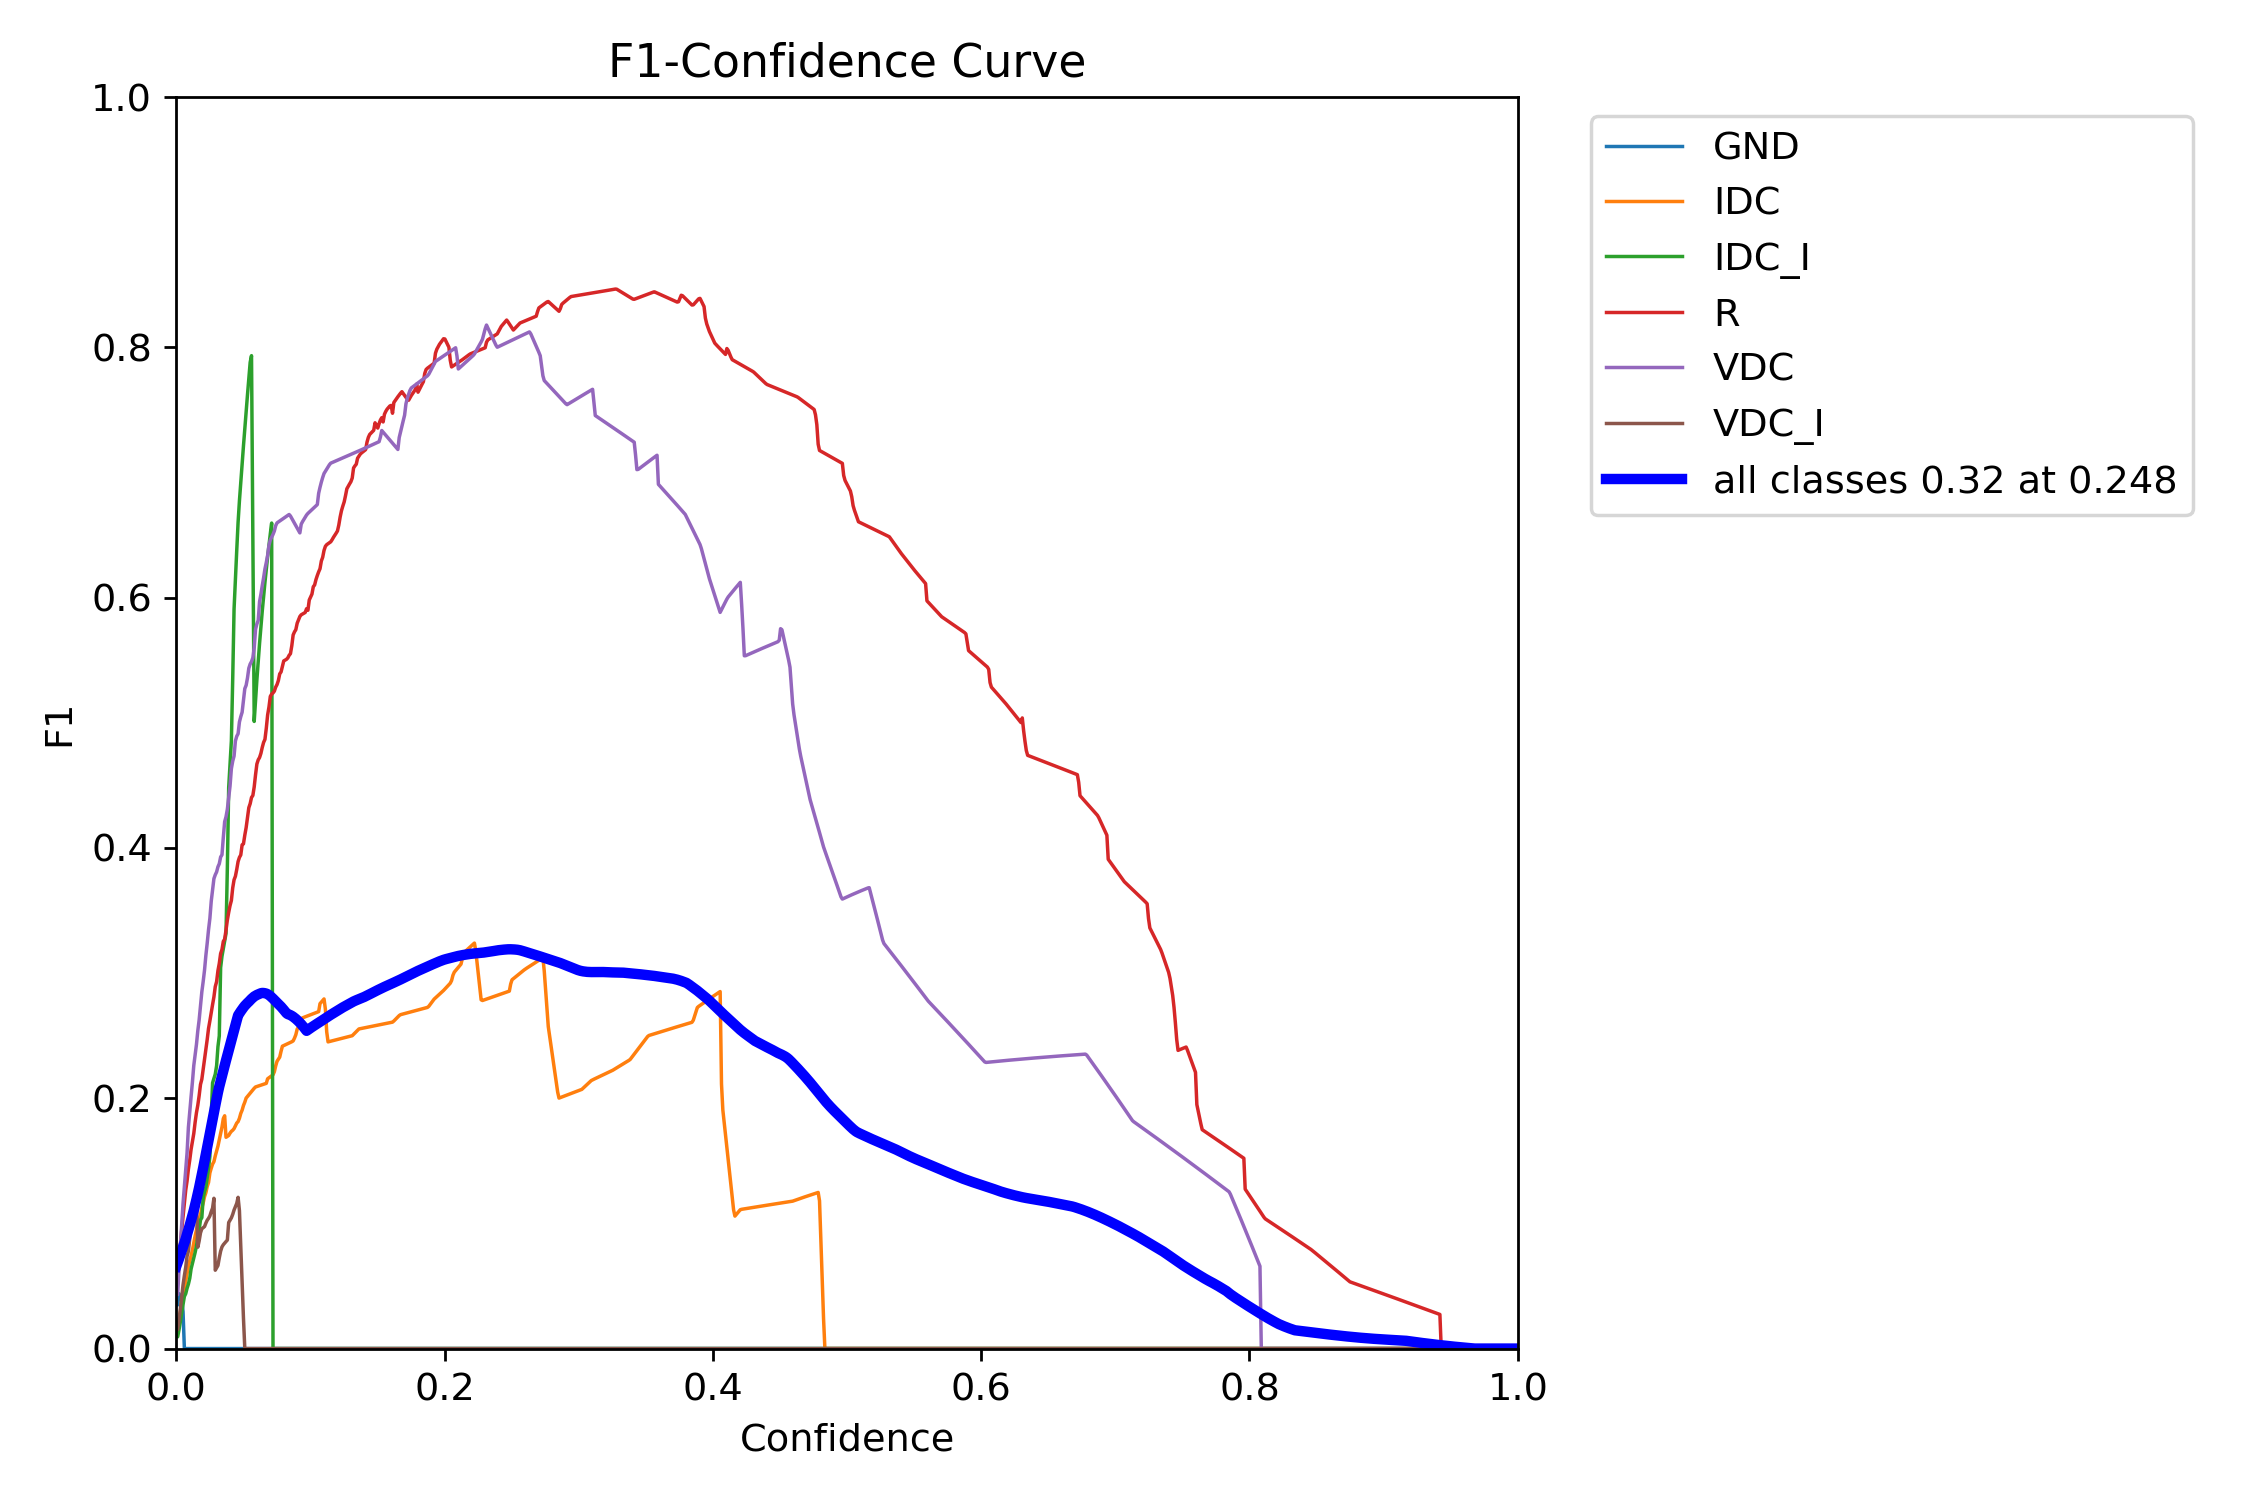 F1-Confidence Curve
1.0
0.8
0.6
0.4
0.2
0.0
F1
0.0 0.2 0.4 0.6 0.8 1.0
Confidence
GND
IDC
IDC_I
R
VDC
VDC_I
all classes 0.32 at 0.248